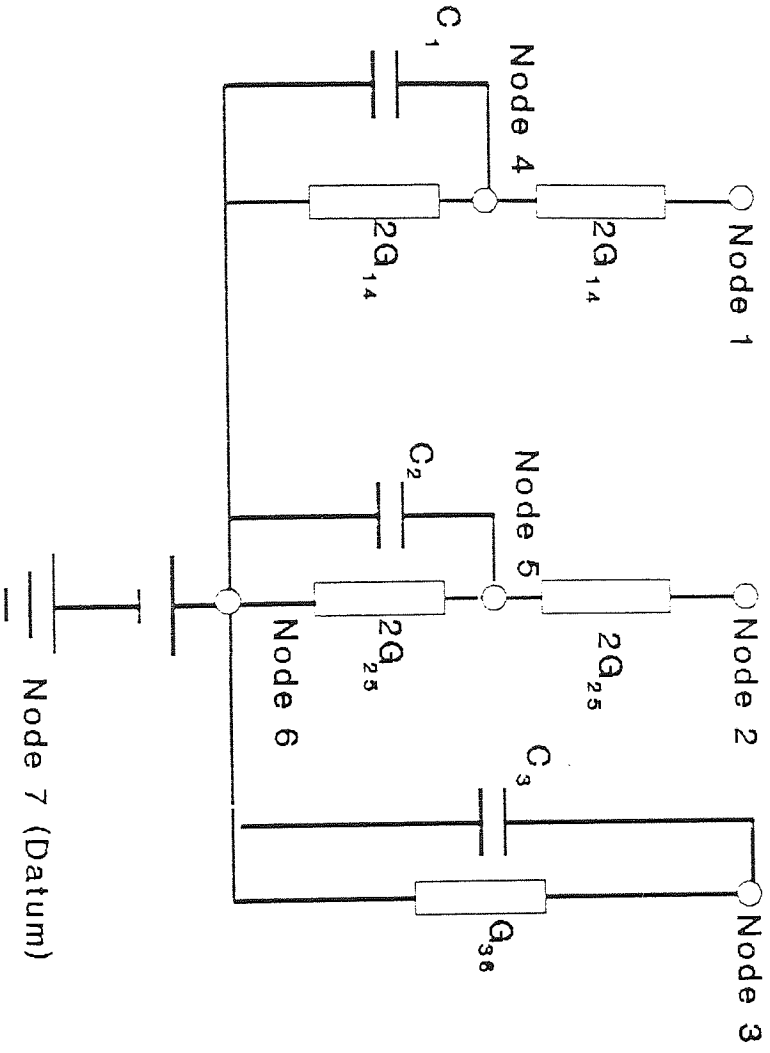 C₁
Node 4
2G₁₄
2G₁₄
Node 1
C₂
Node 5
2G₂₅
2G₂₅
Node 2
Node 6
C₃
G₃₆
Node 3
Node 7 (Datum)